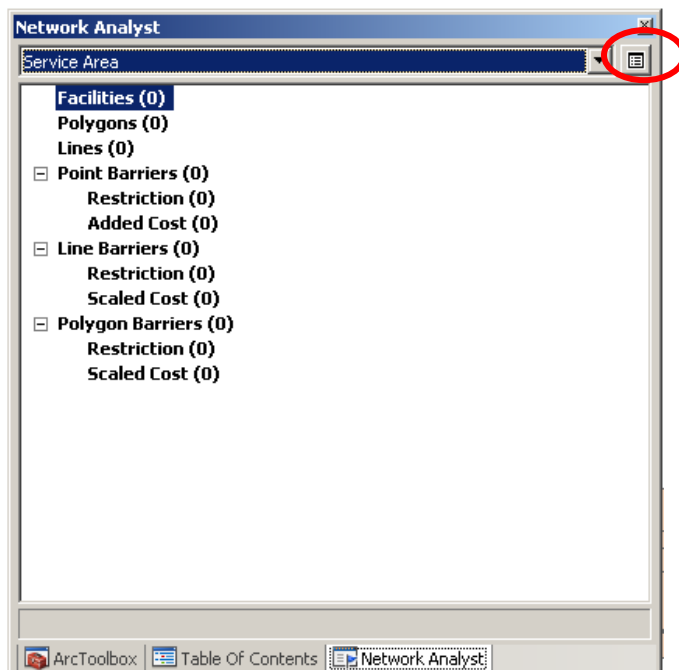 Network Analyst
Service Area
Facilities (0)
Polygons (0)
Lines (0)
Point Barriers (0)
Restriction (0)
Added Cost (0)
Line Barriers (0)
Restriction (0)
Scaled Cost (0)
Polygon Barriers (0)
Restriction (0)
Scaled Cost (0)
ArcToolbox Table Of Contents Network Analyst